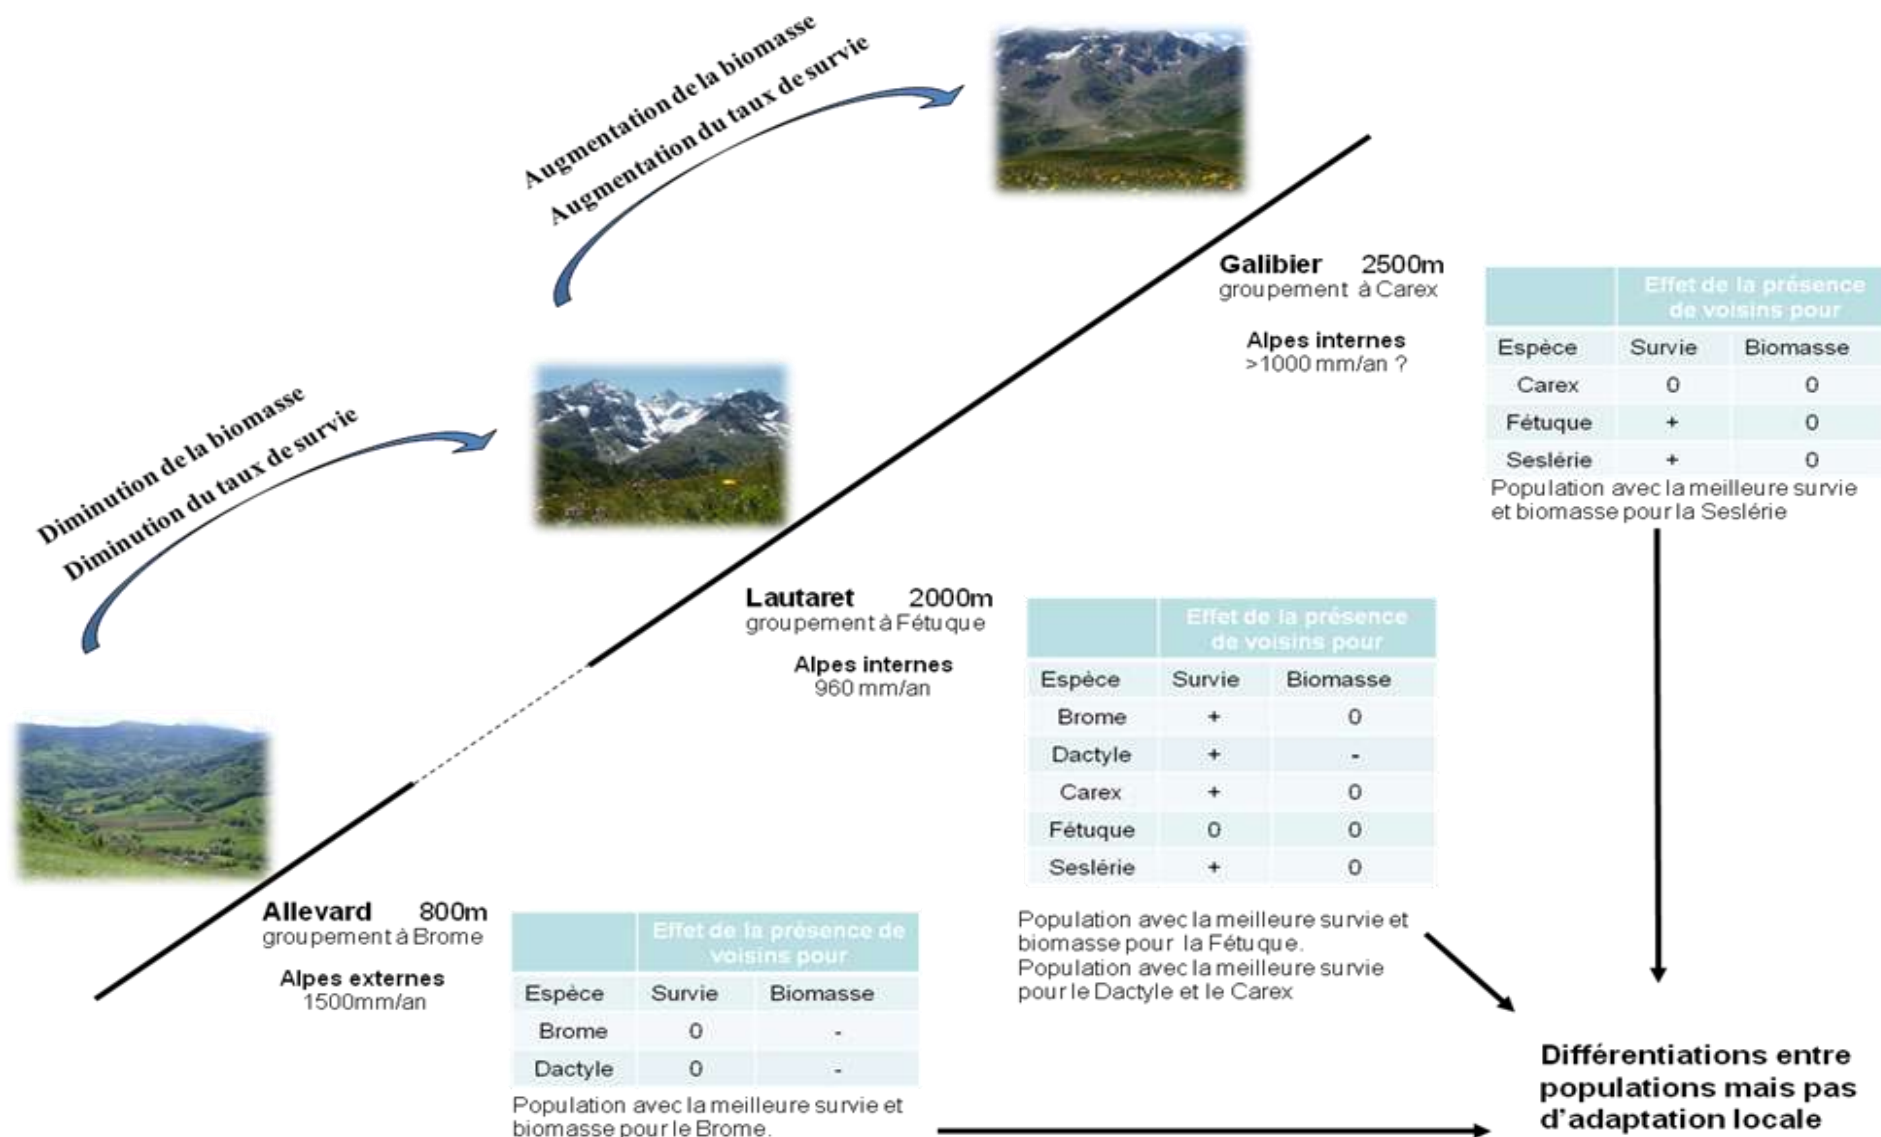 Augmentation de la biomasse
Augmentation du taux de survie
Diminution de la biomasse
Diminution du taux de survie
Galibier 2500m
groupement à Carex
Alpes internes
>1000 mm/an ?
Effet de la présence
de voisins pour
Espèce Survie Biomasse
Carex 0 0
Fétuque + 0
Seslérie + 0
Population avec la meilleure survie
et biomasse pour la Seslérie
Lautaret 2000m
groupement à Fétuque
Alpes internes
960 mm/an
Effet de la présence
de voisins pour
Espèce Survie Biomasse
Brome + 0
Dactyle + -
Carex + 0
Fétuque 0 0
Seslérie + 0
Population avec la meilleure survie et
biomasse pour la Fétuque.
Population avec la meilleure survie
pour le Dactyle et le Carex
Allevard 800m
groupement à Brome
Alpes externes
1500mm/an
Effet de la présence de
voisins pour
Espèce Survie Biomasse
Brome 0 -
Dactyle 0 -
Population avec la meilleure survie et
biomasse pour le Brome.
Différentiations entre
populations mais pas
d'adaptation locale